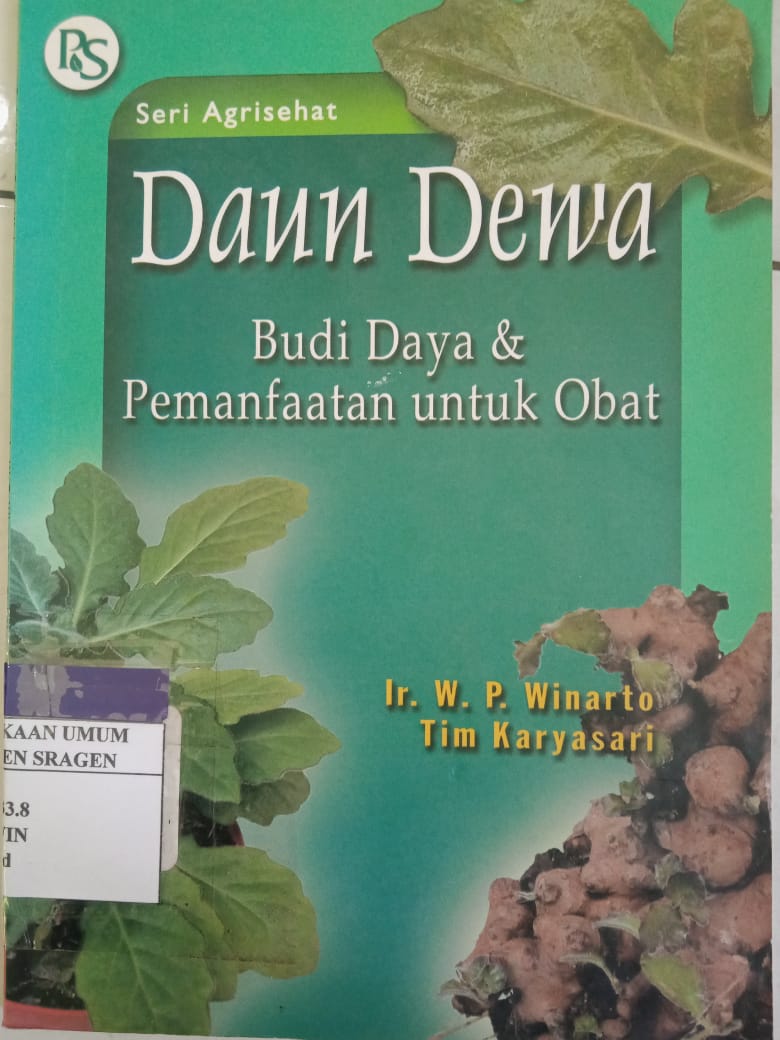 PS
Seri Agrisehat
Daun Dewa
Budi Daya &
Pemanfaatan untuk Obat
Ir. W. P. Winarto
Tim Karyasari
KAAN UMUM
EN SRAGEN
3.8
IN
d